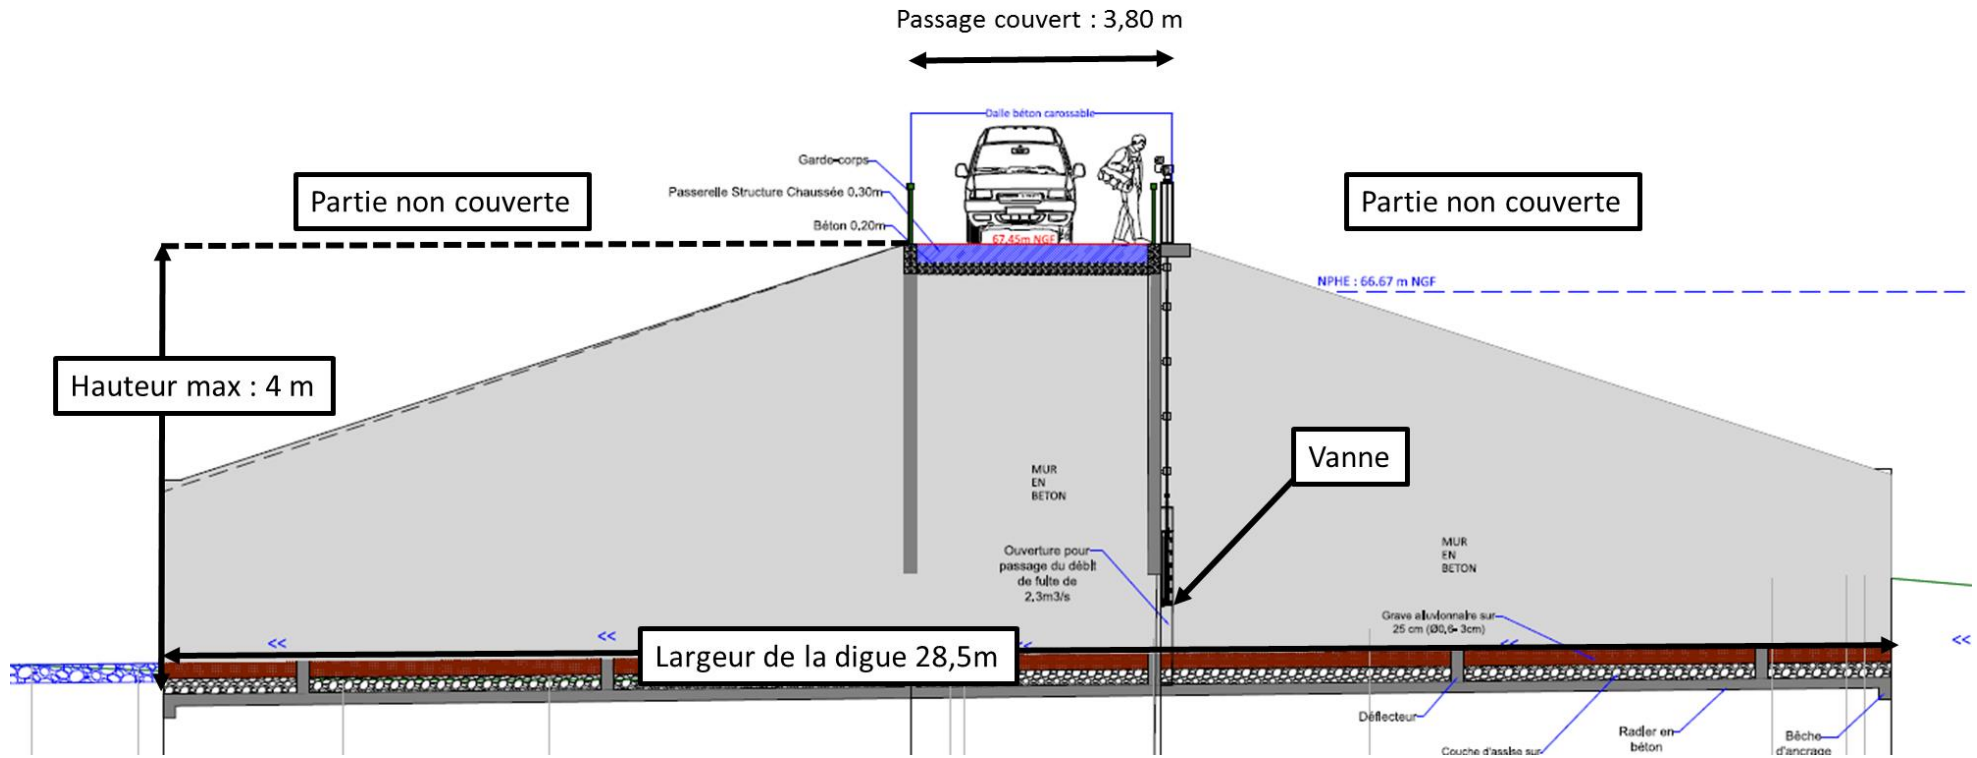 Passage couvert : 3,80 m
Dalle béton carossable
Garde-corps
Passerelle Structure Chaussée 0.30m
Béton 0.20m
67.45m NGF
Partie non couverte
Partie non couverte
NPHE : 66.67 m NGF
Hauteur max : 4 m
Vanne
MUR
EN
BETON
Ouverture pour
passage du débit
de fuite de
2,3m3/s
MUR
EN
BETON
Grave alluvionnaire sur
25 cm (Ø0,6- 3cm)
<<
<<
<<
<<
<<
Largeur de la digue 28,5m
Déflecteur
Couche d'assise sur
Radier en
béton
Bêche
d'ancrage